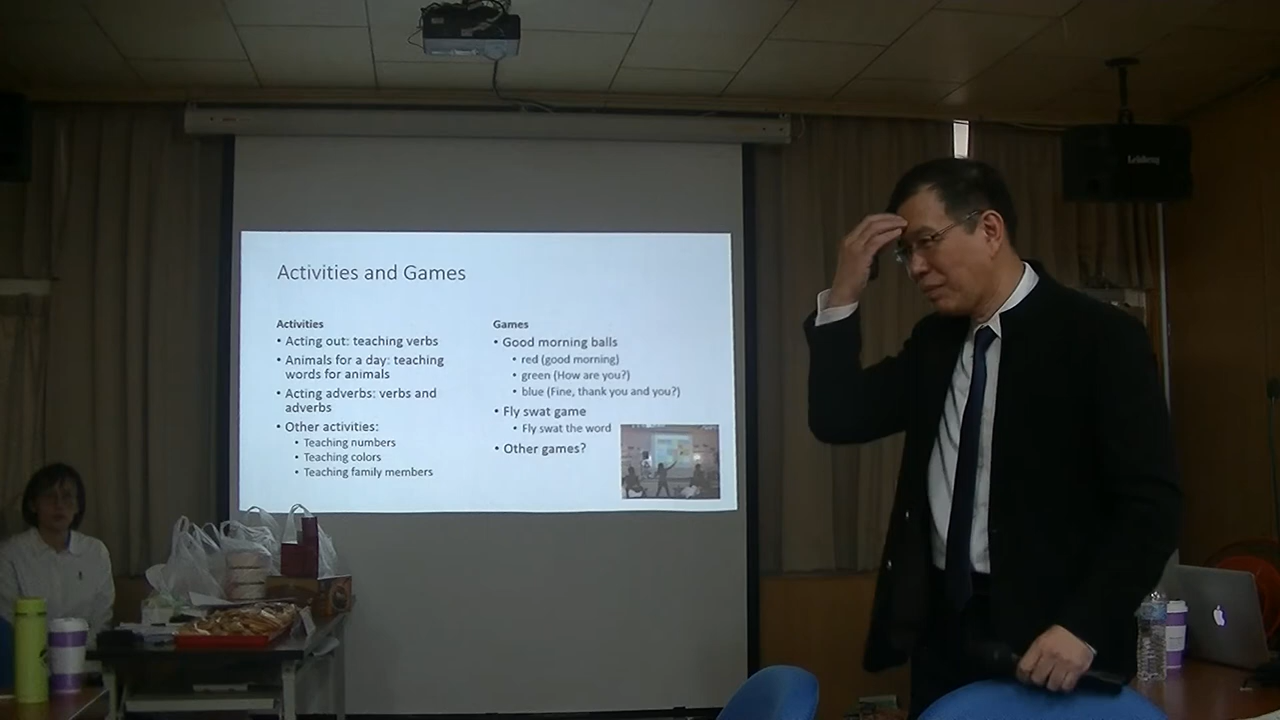 Activities and Games
Activities
• Acting out: teaching verbs
• Animals for a day: teaching
words for animals
• Acting adverbs: verbs and
adverbs
• Other activities:
• Teaching numbers
• Teaching colors
• Teaching family members
Games
• Good morning balls
• red (good morning)
• green (How are you?)
• blue (Fine, thank you and you?)
• Fly swat game
• Fly swat the word
• Other games?